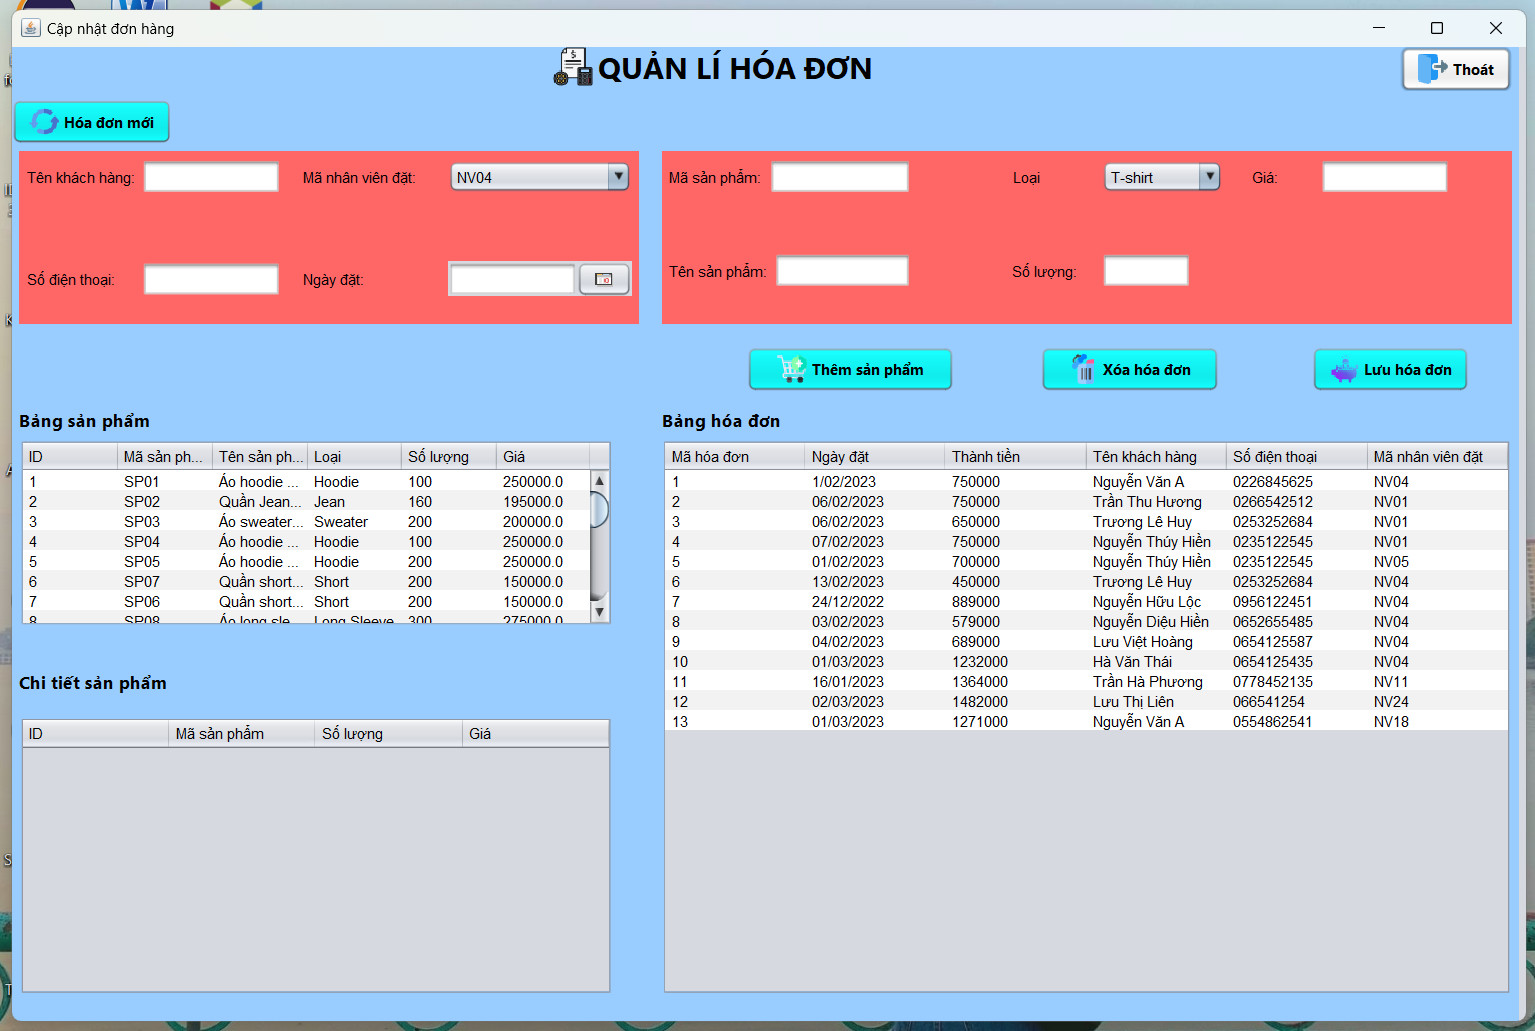 Cập nhật đơn hàng
QUẢN LÍ HÓA ĐƠN
Thoát
Hóa đơn mới
Tên khách hàng: Mã nhân viên đặt: NV04
Số điện thoại: Ngày đặt:
Mã sản phẩm: Loại T-shirt Giá:
Tên sản phẩm: Số lượng:
Thêm sản phẩm Xóa hóa đơn Lưu hóa đơn
Bảng sản phẩm
ID Mã sản ph... Tên sản ph... Loại Số lượng Giá
1 SP01 Áo hoodie ... Hoodie 100 250000.0
2 SP02 Quần Jean... Jean 160 195000.0
3 SP03 Áo sweater... Sweater 200 200000.0
4 SP04 Áo hoodie ... Hoodie 100 250000.0
5 SP05 Áo hoodie ... Hoodie 200 250000.0
6 SP07 Quần short... Short 200 150000.0
7 SP06 Quần short... Short 200 150000.0
8 SP08 Áo long sle... Long Sleeve 300 275000.0
Chi tiết sản phẩm
ID Mã sản phẩm Số lượng Giá
Bảng hóa đơn
Mã hóa đơn Ngày đặt Thành tiền Tên khách hàng Số điện thoại Mã nhân viên đặt
1 1/02/2023 750000 Nguyễn Văn A 0226845625 NV04
2 06/02/2023 750000 Trần Thu Hương 0266542512 NV01
3 06/02/2023 650000 Trương Lê Huy 0253252684 NV01
4 07/02/2023 750000 Nguyễn Thúy Hiền 0235122545 NV01
5 01/02/2023 700000 Nguyễn Thúy Hiền 0235122545 NV05
6 13/02/2023 450000 Trương Lê Huy 0253252684 NV04
7 24/12/2022 889000 Nguyễn Hữu Lộc 0956122451 NV04
8 03/02/2023 579000 Nguyễn Diệu Hiền 0652655485 NV04
9 04/02/2023 689000 Lưu Việt Hoàng 0654125587 NV04
10 01/03/2023 1232000 Hà Văn Thái 0654125435 NV04
11 16/01/2023 1364000 Trần Hà Phương 0778452135 NV11
12 02/03/2023 1482000 Lưu Thị Liên 066541254 NV24
13 01/03/2023 1271000 Nguyễn Văn A 0554862541 NV18